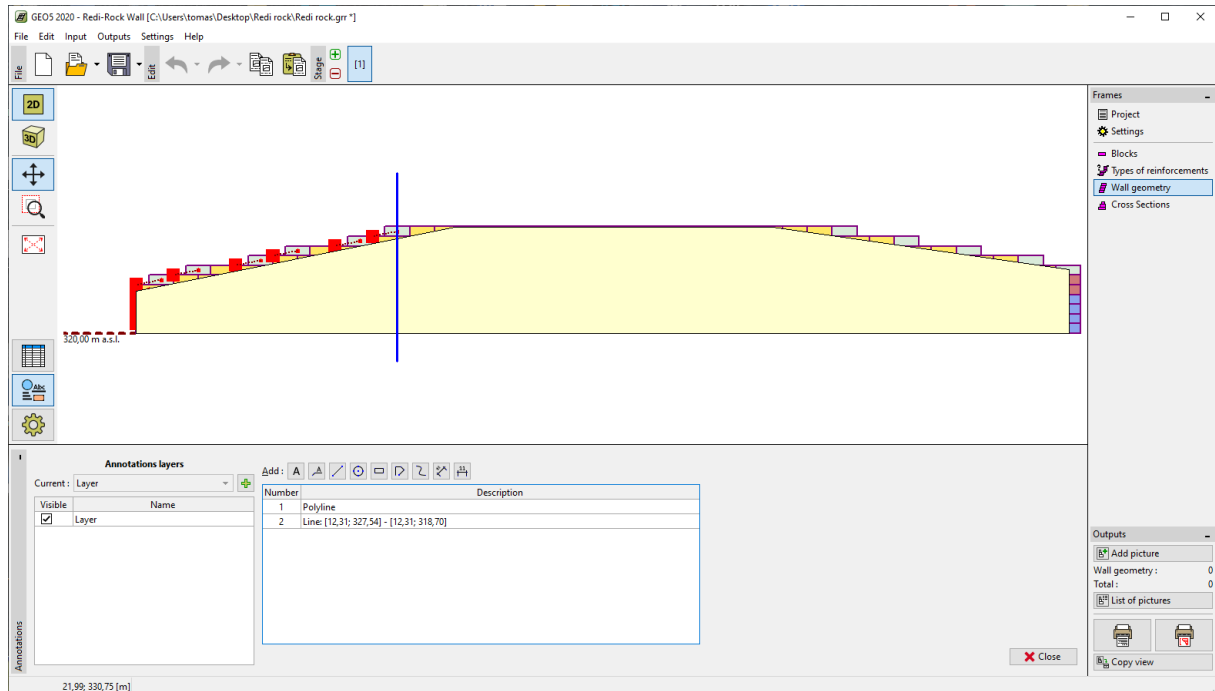 GEO5 2020 - Redi-Rock Wall [C:\Users\tomas\Desktop\Redi rock\Redi rock.grr *]
File Edit Input Outputs Settings Help
File
Edit
Stage
[1]
2D
3D
320,00 m a.s.l.
Abc
Frames
Project
Settings
Blocks
Types of reinforcements
Wall geometry
Cross Sections
Annotations
Annotations layers
Current : Layer
Visible Name
Layer
Add : A
Number Description
1 Polyline
2 Line: [12,31; 327,54] - [12,31; 318,70]
Close
Outputs
Add picture
Wall geometry : 0
Total : 0
List of pictures
Copy view
21,99; 330,75 [m]